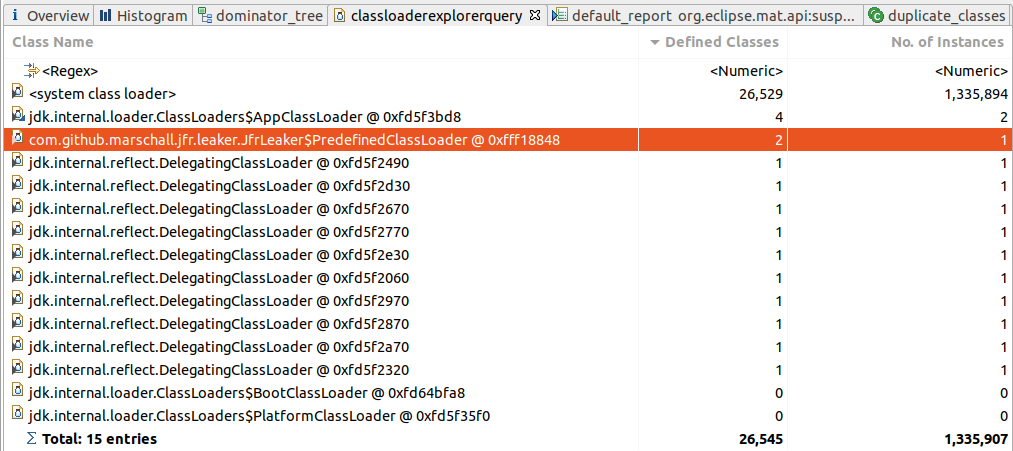 Overview Histogram dominator_tree classloaderexplorerquery default_report org.eclipse.mat.api:susp... duplicate_classes
Class Name Defined Classes No. of Instances
<Regex> <Numeric> <Numeric>
<system class loader> 26,529 1,335,894
jdk.internal.loader.ClassLoaders$AppClassLoader @ 0xfd5f3bd8 4 2
com.github.marschall.jfr.leaker.JfrLeaker$PredefinedClassLoader @ 0xfff18848 2 1
jdk.internal.reflect.DelegatingClassLoader @ 0xfd5f2490 1 1
jdk.internal.reflect.DelegatingClassLoader @ 0xfd5f2d30 1 1
jdk.internal.reflect.DelegatingClassLoader @ 0xfd5f2670 1 1
jdk.internal.reflect.DelegatingClassLoader @ 0xfd5f2770 1 1
jdk.internal.reflect.DelegatingClassLoader @ 0xfd5f2e30 1 1
jdk.internal.reflect.DelegatingClassLoader @ 0xfd5f2060 1 1
jdk.internal.reflect.DelegatingClassLoader @ 0xfd5f2970 1 1
jdk.internal.reflect.DelegatingClassLoader @ 0xfd5f2870 1 1
jdk.internal.reflect.DelegatingClassLoader @ 0xfd5f2a70 1 1
jdk.internal.reflect.DelegatingClassLoader @ 0xfd5f2320 1 1
jdk.internal.loader.ClassLoaders$BootClassLoader @ 0xfd64bfa8 0 0
jdk.internal.loader.ClassLoaders$PlatformClassLoader @ 0xfd5f35f0 0 0
Σ Total: 15 entries 26,545 1,335,907